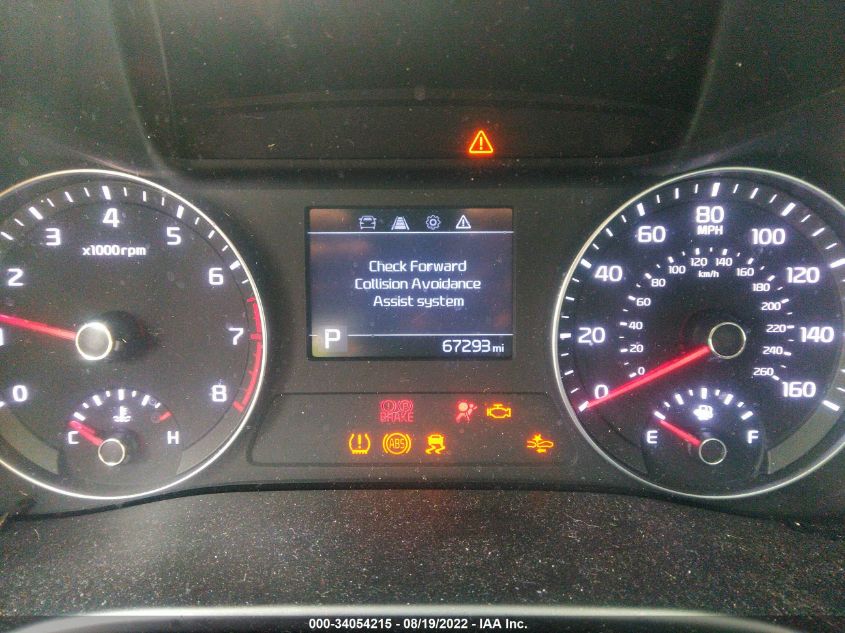 4
3
5
x1000rpm
2
6
1
7
0
8
C
H
Check Forward
Collision Avoidance
Assist system
P
67293 mi
BRAKE
ABS
80
MPH
60
100
40
120
20
140
0
160
120
140
100
km/h
160
80
180
60
200
40
220
20
240
0
260
E
F
000-34054215 - 08/19/2022 - IAA Inc.